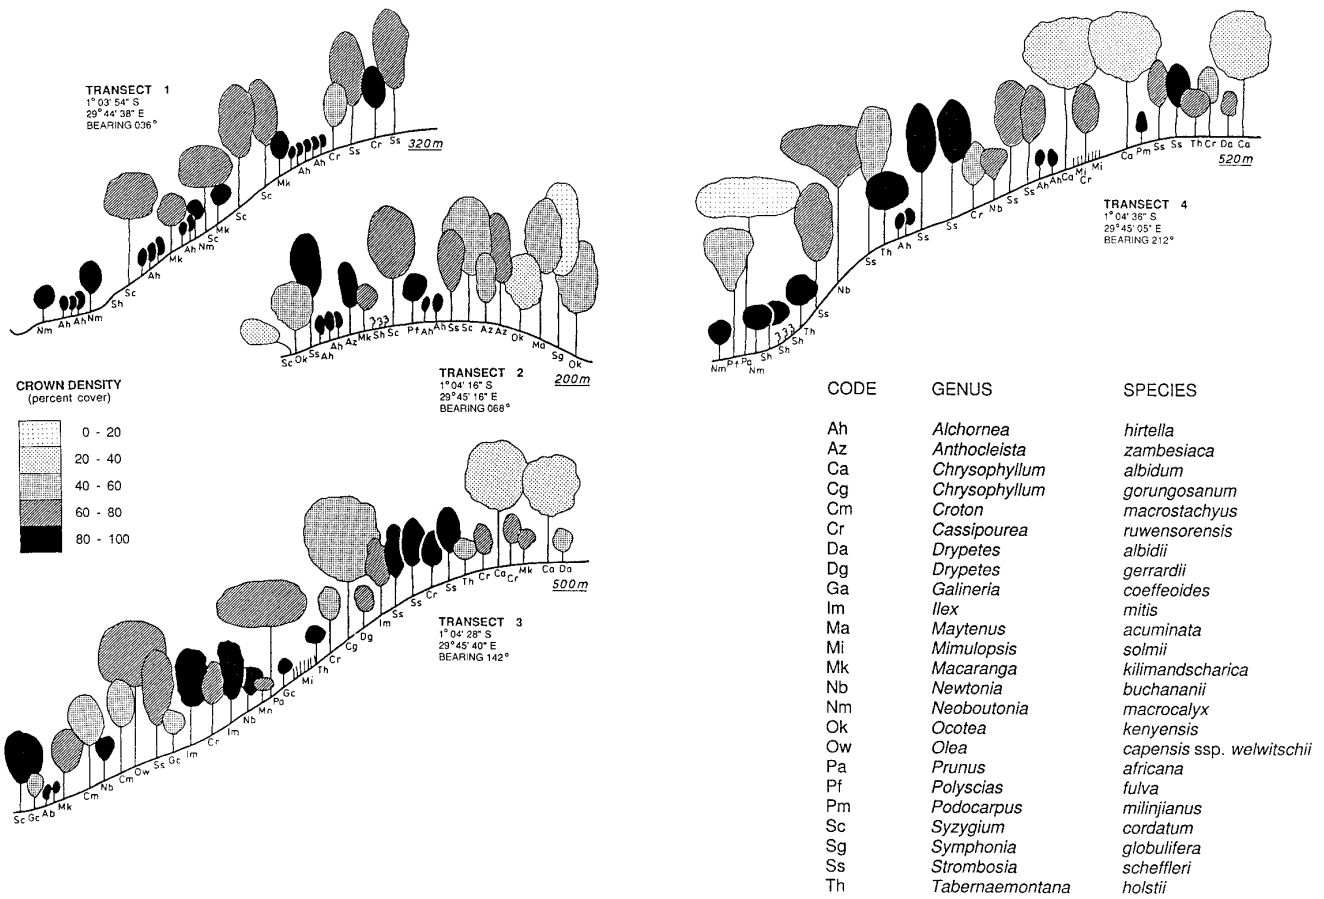 TRANSECT 1
1° 03' 54" S
29° 44' 38" E
BEARING 036°
Nm Ah Ah Nm Sh Sc Ah Mk Ah Nm Sc Mk Sc Sc Mk Ah Ah Cr Ss Cr Ss
320m
TRANSECT 2
1° 04' 16" S
29° 45' 16" E
BEARING 068°
Sc Ok Ss Ah Ah Az Mk Sh Sc Pf Ah Ah Ss Sc Az Az Ok Ma Sg Ok
200m
CROWN DENSITY
(percent cover)
0 - 20
20 - 40
40 - 60
60 - 80
80 - 100
TRANSECT 3
1° 04' 28" S
29° 45' 40" E
BEARING 142°
Sc Gc Ab Mk Cm Nb Cm Ow Ss Gc Im Cr Im Nb Mn Pa Gc Mi Th Cr Cg Dg Im Ss Ss Cr Ss Th Cr Ca Cr Mk Ca Da
500m
TRANSECT 4
1° 04' 36" S
29° 45' 05" E
BEARING 212°
Nm Pf Pa Nm Sh Sh Sh Th Ss Nb Ss Th Ah Ss Ss Cr Nb Ss Ss Ah Ah Ca Mi Cr Mi Ca Pm Ss Ss Th Cr Da Ca
520m
CODE GENUS SPECIES
Ah Alchornea hirtella
Az Anthocleista zambesiaca
Ca Chrysophyllum albidum
Cg Chrysophyllum gorungosanum
Cm Croton macrostachyus
Cr Cassipourea ruwensorensis
Da Drypetes albidii
Dg Drypetes gerrardii
Ga Galineria coeffeoides
Im Ilex mitis
Ma Maytenus acuminata
Mi Mimulopsis solmii
Mk Macaranga kilimandscharica
Nb Newtonia buchananii
Nm Neoboutonia macrocalyx
Ok Ocotea kenyensis
Ow Olea capensis ssp. welwitschii
Pa Prunus africana
Pf Polyscias fulva
Pm Podocarpus milinjianus
Sc Syzygium cordatum
Sg Symphonia globulifera
Ss Strombosia scheffleri
Th Tabernaemontana holstii